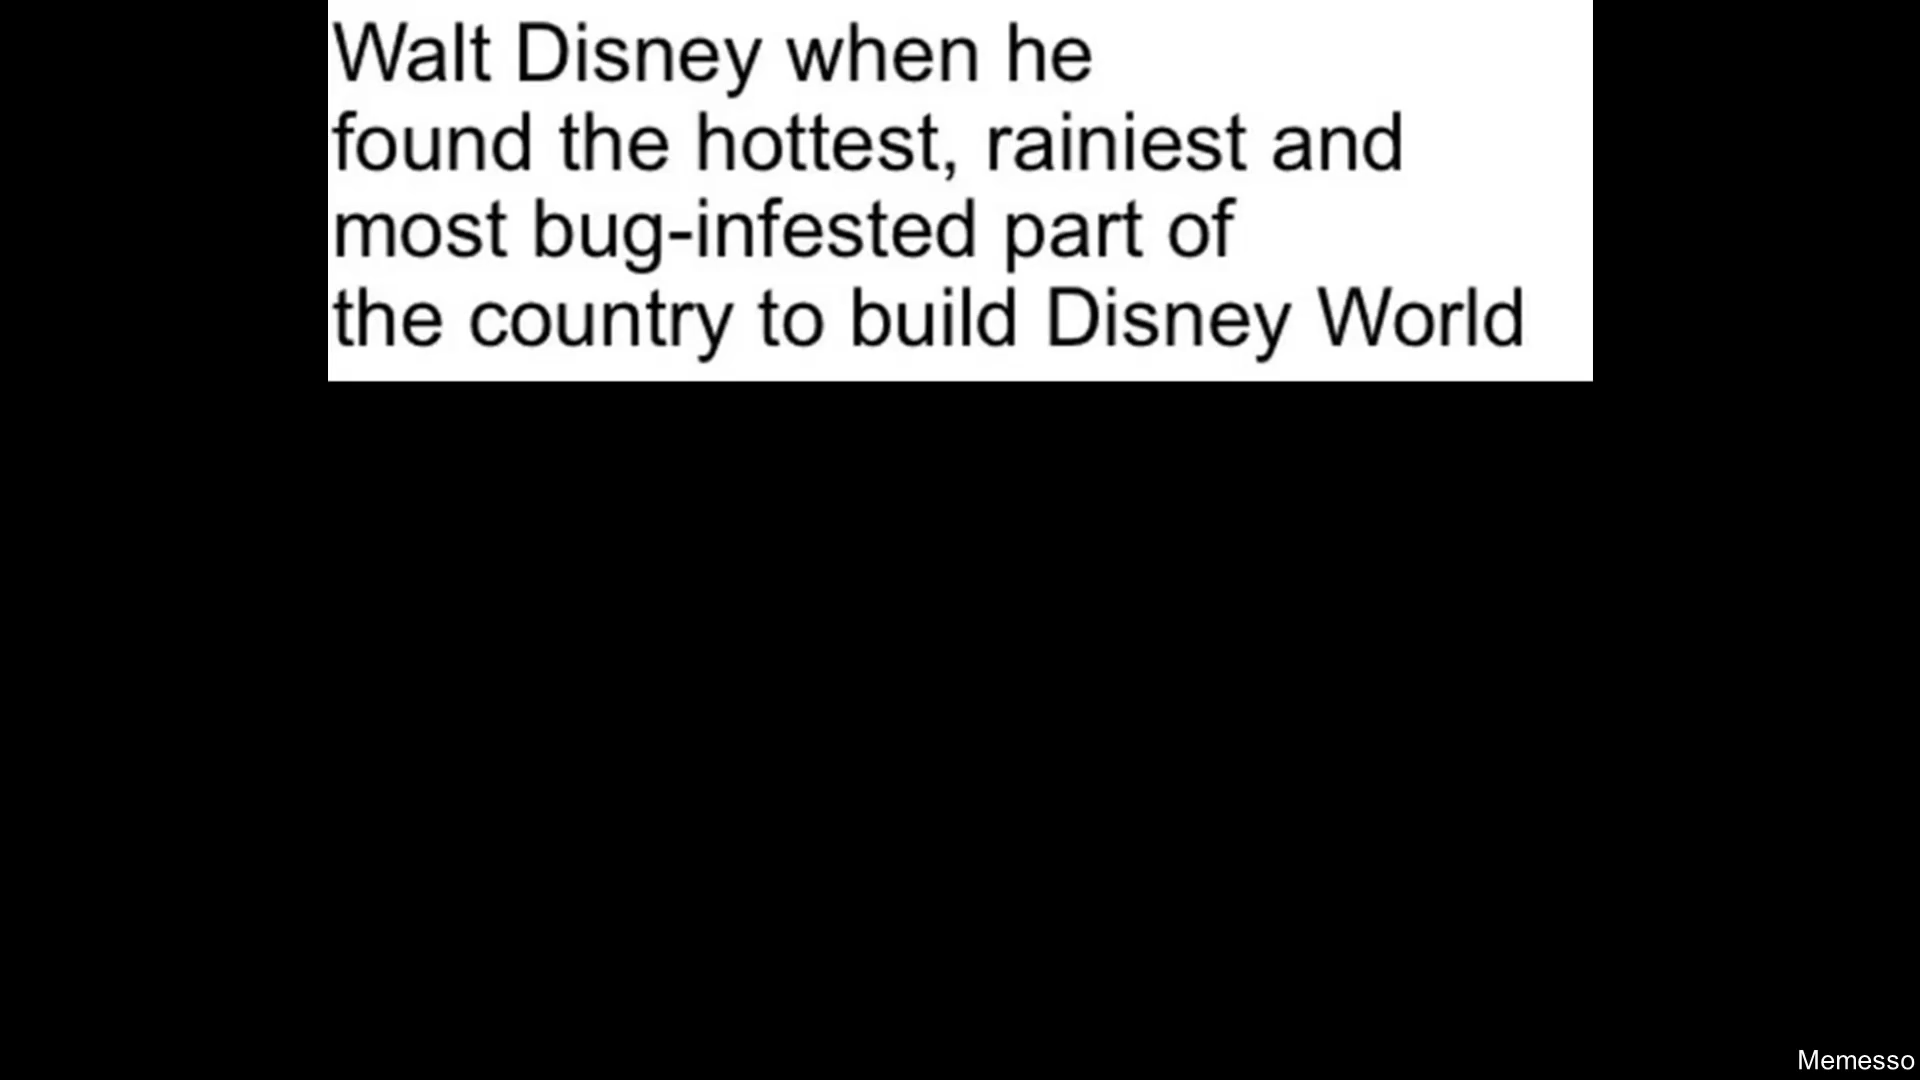 Walt Disney when he
found the hottest, rainiest and
most bug-infested part of
the country to build Disney World
Memesso